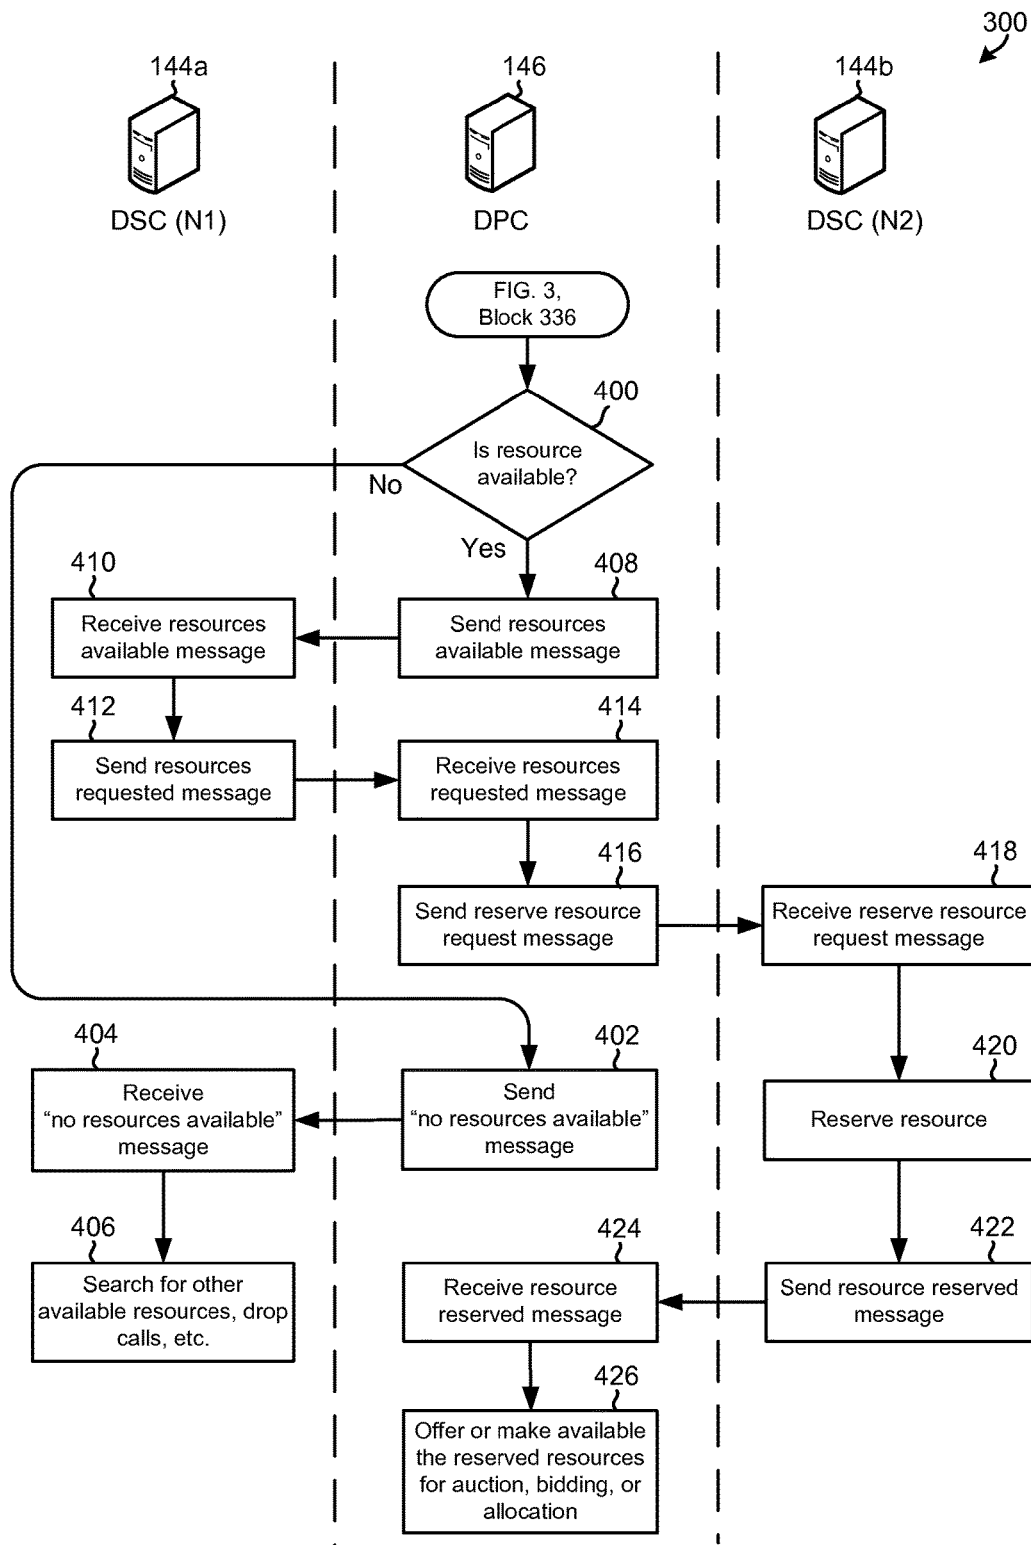 300
144a
146
144b
DSC (N1)
DPC
DSC (N2)
FIG. 3,
Block 336
400
Is resource
available?
No
Yes
410
408
Receive resources
available message
Send resources
available message
412
414
Send resources
requested message
Receive resources
requested message
416
418
Send reserve resource
request message
Receive reserve resource
request message
404
402
420
Receive
“no resources available”
message
Send
“no resources available”
message
Reserve resource
406
424
422
Search for other
available resources, drop
calls, etc.
Receive resource
reserved message
Send resource reserved
message
426
Offer or make available
the reserved resources
for auction, bidding, or
allocation